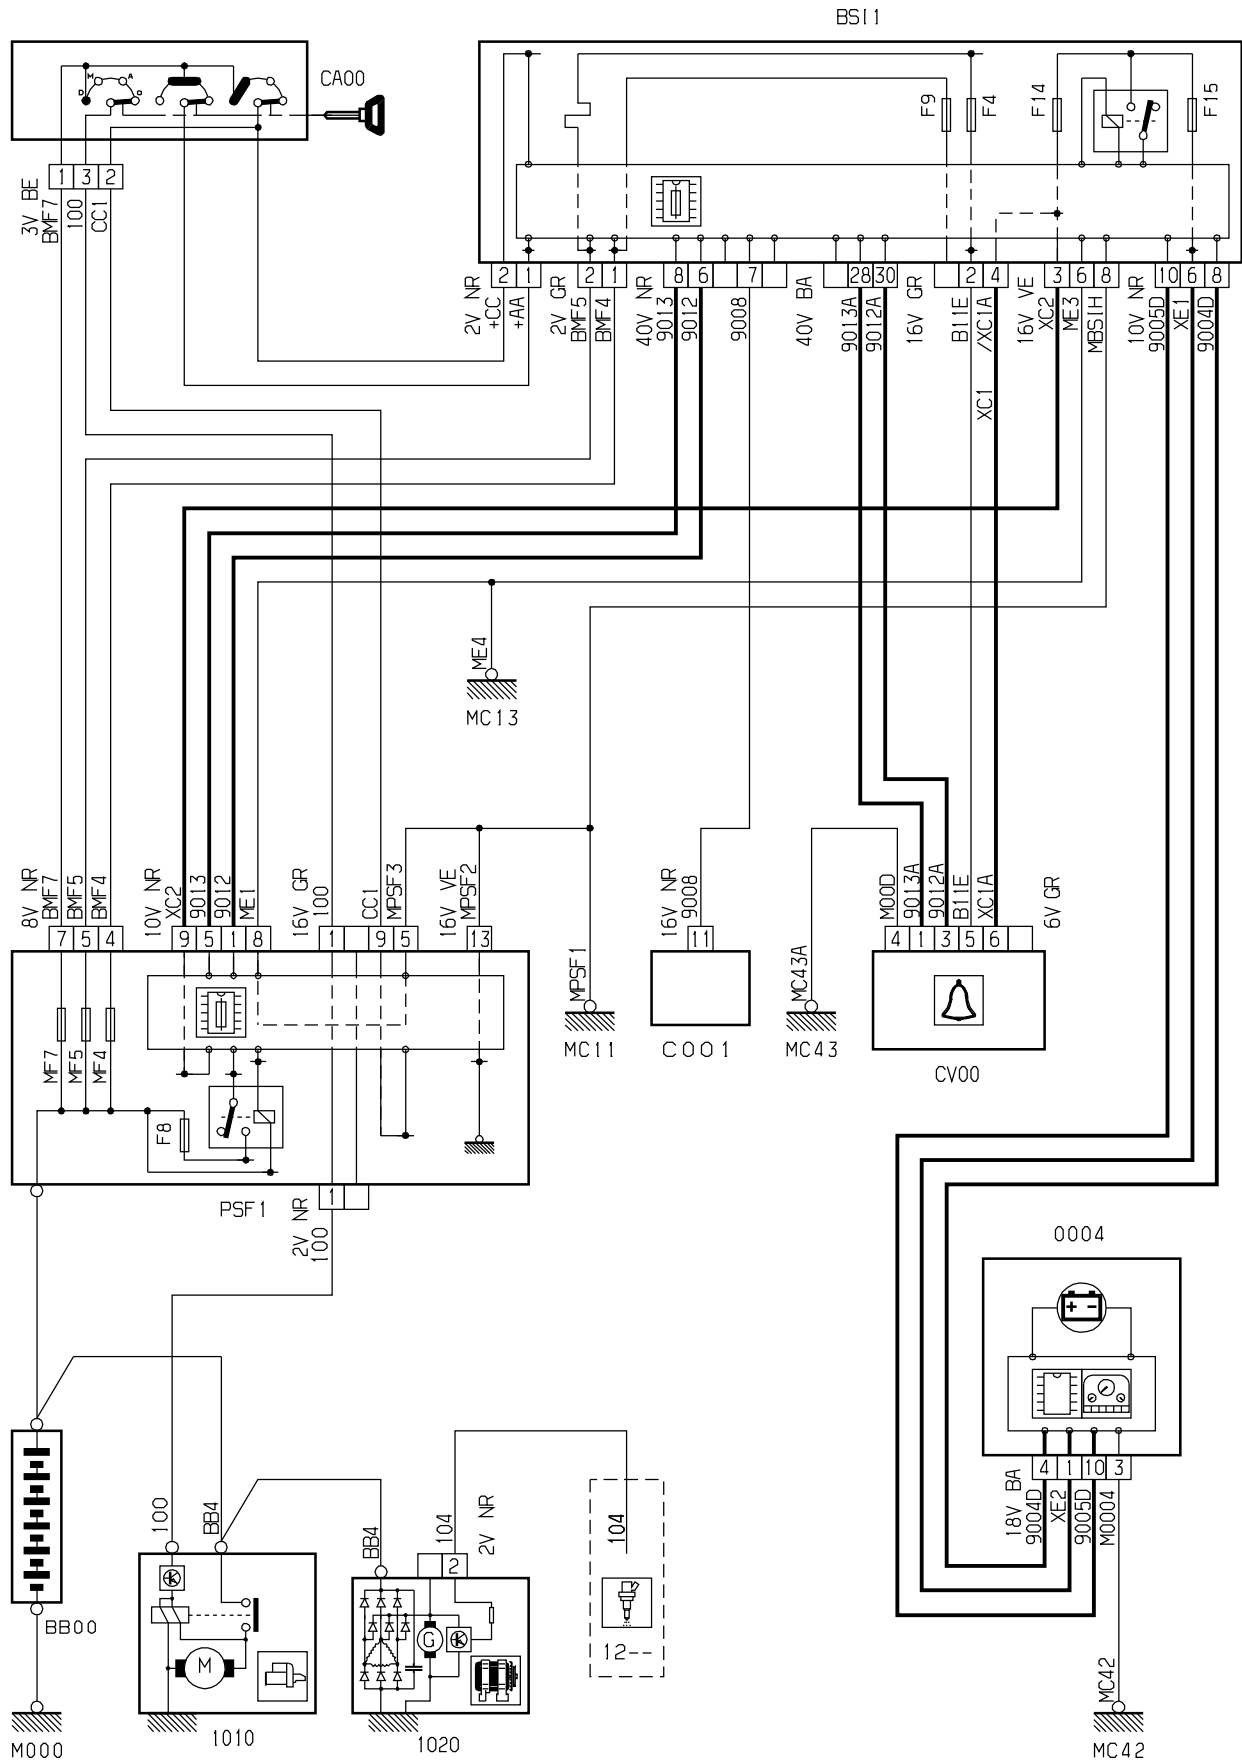 BSI1
CA00
M A
D O
F9
F4
F14
F15
1 3 2
3V BE
BMF7
100
CC1
2 1 2 1 8 6 7 28 30 2 4 3 6 8 10 6 8
2V NR
+CC
+AA
2V GR
BMF5
BMF4
40V NR
9013
9012
9008
40V BA
9013A
9012A
16V GR
B11E
/XC1A
XC1
16V VE
XC2
ME3
MBSIH
10V NR
9005D
XE1
9004D
ME4
MC13
8V NR
BMF7
BMF5
BMF4
10V NR
XC2
9013
9012
ME1
16V GR
100
CC1
MPSF3
16V VE
MPSF2
16V NR
9008
M00D
9013A
9012A
B11E
XC1A
6V GR
7 5 4 9 5 1 8 1 9 5 13 11 4 1 3 5 6
MPSF1
MC11
C001
MC43A
MC43
CV00
MF7
MF5
MF4
F8
PSF1
1
2V NR
100
0004
+ -
4 1 10 3
18V BA
9004D
XE2
9005D
M0004
MC42
MC42
100
BB4
BB4
104
2V NR
2
104
12--
BB00
M
G
M000
1010
1020